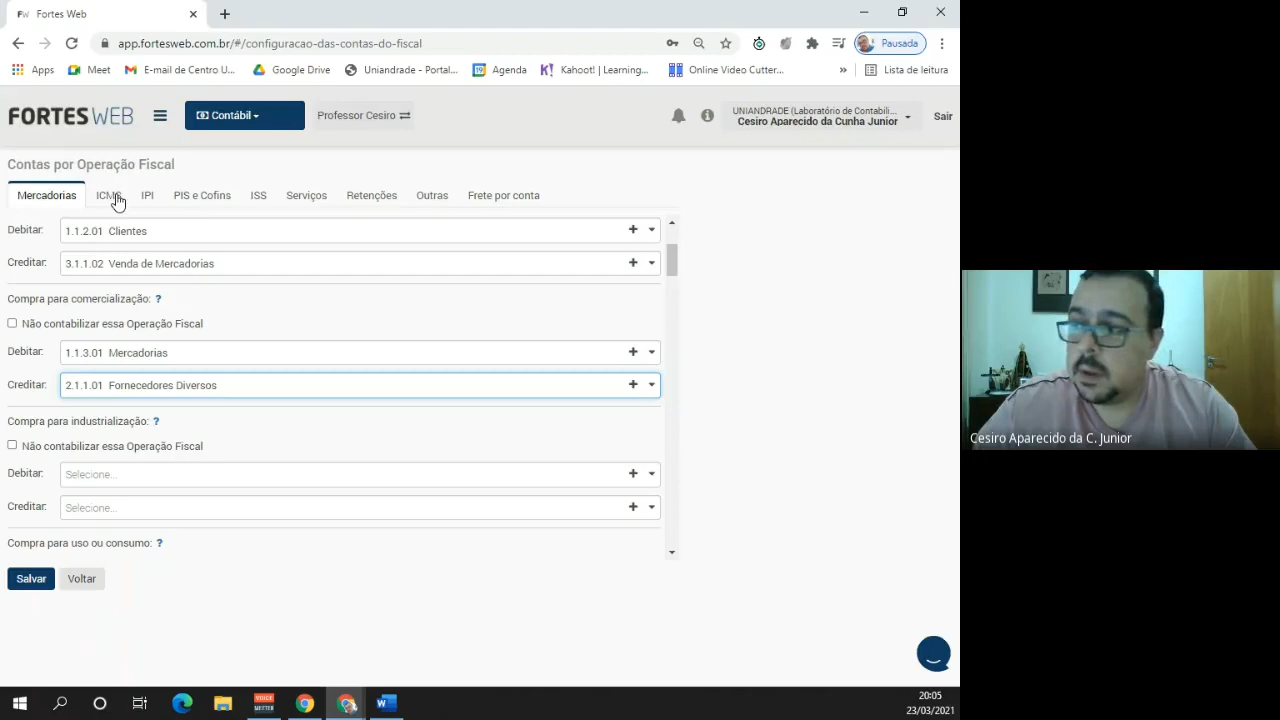 FW Fortes Web
app.fortesweb.com.br/#/configuracao-das-contas-do-fiscal
Pausada
Apps Meet E-mail de Centro U... Google Drive Uniandrade - Portal... Agenda Kahoot! | Learning... Online Video Cutter... » Lista de leitura
FORTES WEB Contábil Professor Cesiro
UNIANDRADE (Laboratório de Contabili...
Cesiro Aparecido da Cunha Junior
Sair
Contas por Operação Fiscal
Mercadorias ICMS IPI PIS e Cofins ISS Serviços Retenções Outras Frete por conta
Debitar: 1.1.2.01 Clientes
Creditar: 3.1.1.02 Venda de Mercadorias
Compra para comercialização: ?
Não contabilizar essa Operação Fiscal
Debitar: 1.1.3.01 Mercadorias
Creditar: 2.1.1.01 Fornecedores Diversos
Compra para industrialização: ?
Não contabilizar essa Operação Fiscal
Debitar: Selecione...
Creditar: Selecione...
Compra para uso ou consumo: ?
Salvar Voltar
Cesiro Aparecido da C. Junior
20:05
23/03/2021